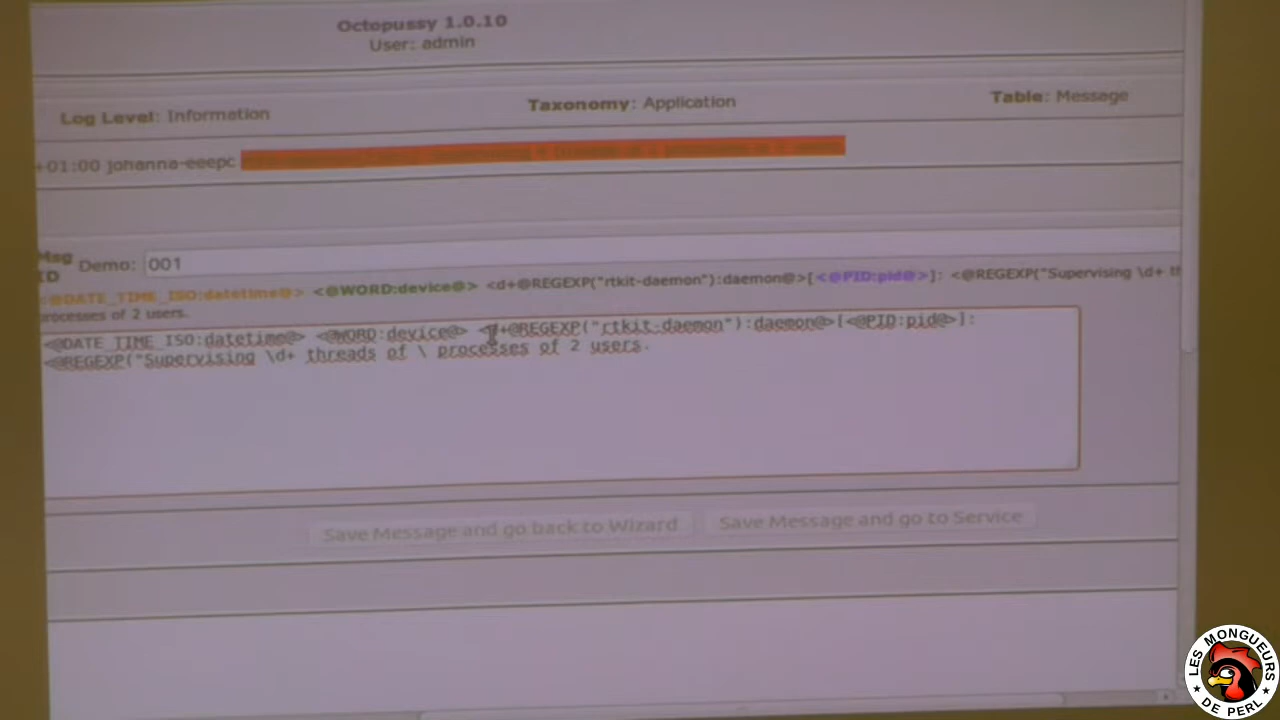 Octopussy 1.0.10
User: admin
Log Level: Information Taxonomy: Application Table: Message
+01:00 johanna-eeepc
Msg ID Demo: 001
<@DATE_TIME_ISO:datetime@> <@WORD:device@> <d+@REGEXP("rtkit-daemon"):daemon@>[<@PID:pid@>]: <@REGEXP("Supervising \d+ th
processes of 2 users.
<@DATE_TIME_ISO:datetime@> <@WORD:device@> <d+@REGEXP("rtkit-daemon"):daemon@>[<@PID:pid@>]:
<@REGEXP("Supervising \d+ threads of \ processes of 2 users.
Save Message and go back to Wizard Save Message and go to Service
LES MONGUEURS
DE PERL